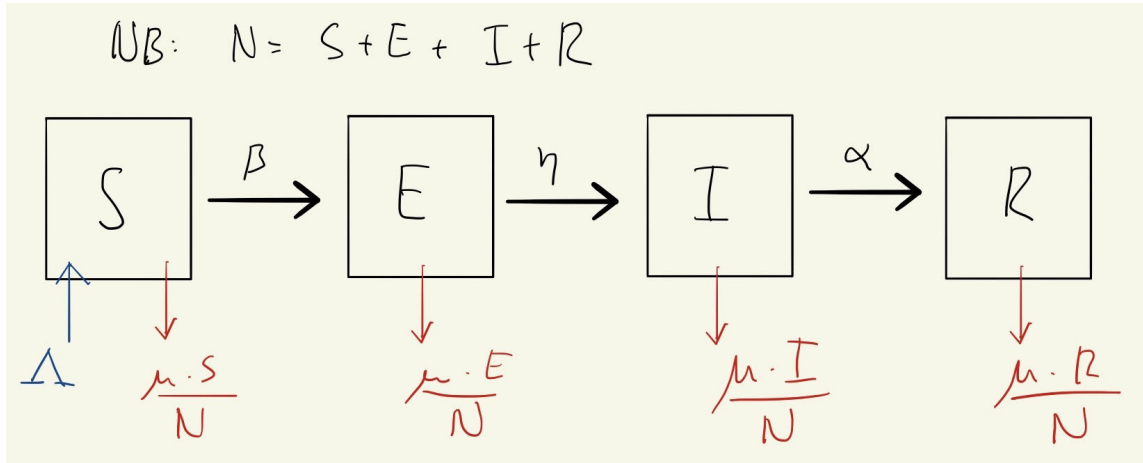 NB: N = S + E + I + R
β η α
S E I R
Λ
μ · S / N μ · E / N μ · I / N μ · R / N